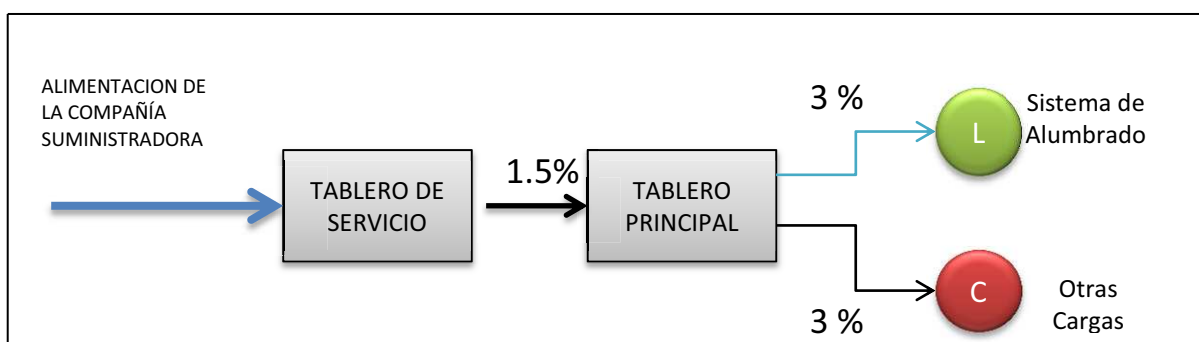 ALIMENTACION DE
LA COMPAÑÍA
SUMINISTRADORA
TABLERO DE
SERVICIO
1.5%
TABLERO
PRINCIPAL
3 %
L
Sistema de
Alumbrado
3 %
C
Otras
Cargas